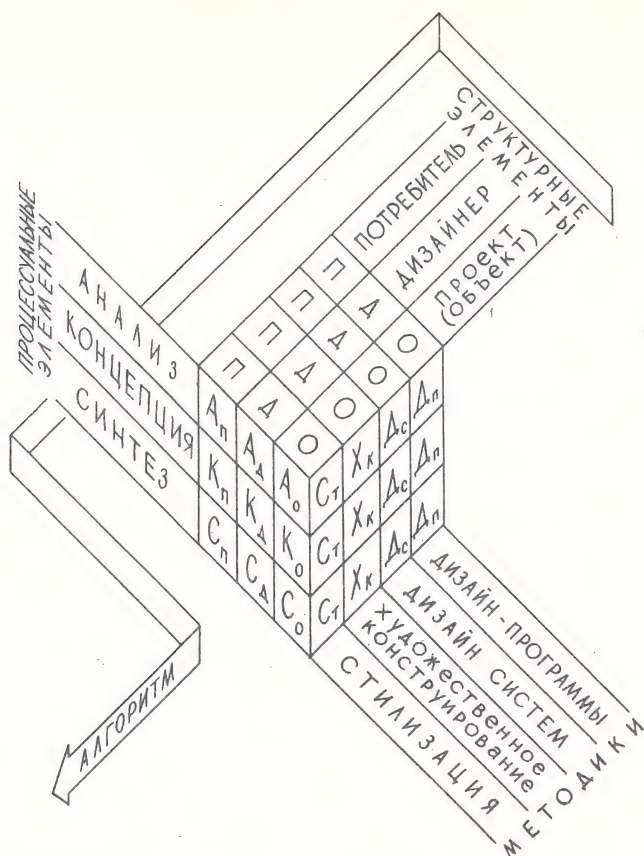 СТРУКТУРНЫЕ
ЭЛЕМЕНТЫ
ПОТРЕБИТЕЛЬ
ДИЗАЙНЕР
ПРОЕКТ
(ОБЪЕКТ)
ПРОЦЕССУАЛЬНЫЕ
ЭЛЕМЕНТЫ
АНАЛИЗ
КОНЦЕПЦИЯ
СИНТЕЗ
П П П П
Д Д Д Д
О О О О
Ап Ад Ао
Кп Кд Ко
Сп Сд Со
Ст Хк Дс Дп
Ст Хк Дс Дп
Ст Хк Дс Дп
АЛГОРИТМ
ДИЗАЙН-ПРОГРАММЫ
ДИЗАЙН СИСТЕМ
ХУДОЖЕСТВЕННОЕ
КОНСТРУИРОВАНИЕ
СТИЛИЗАЦИЯ
МЕТОДИКИ